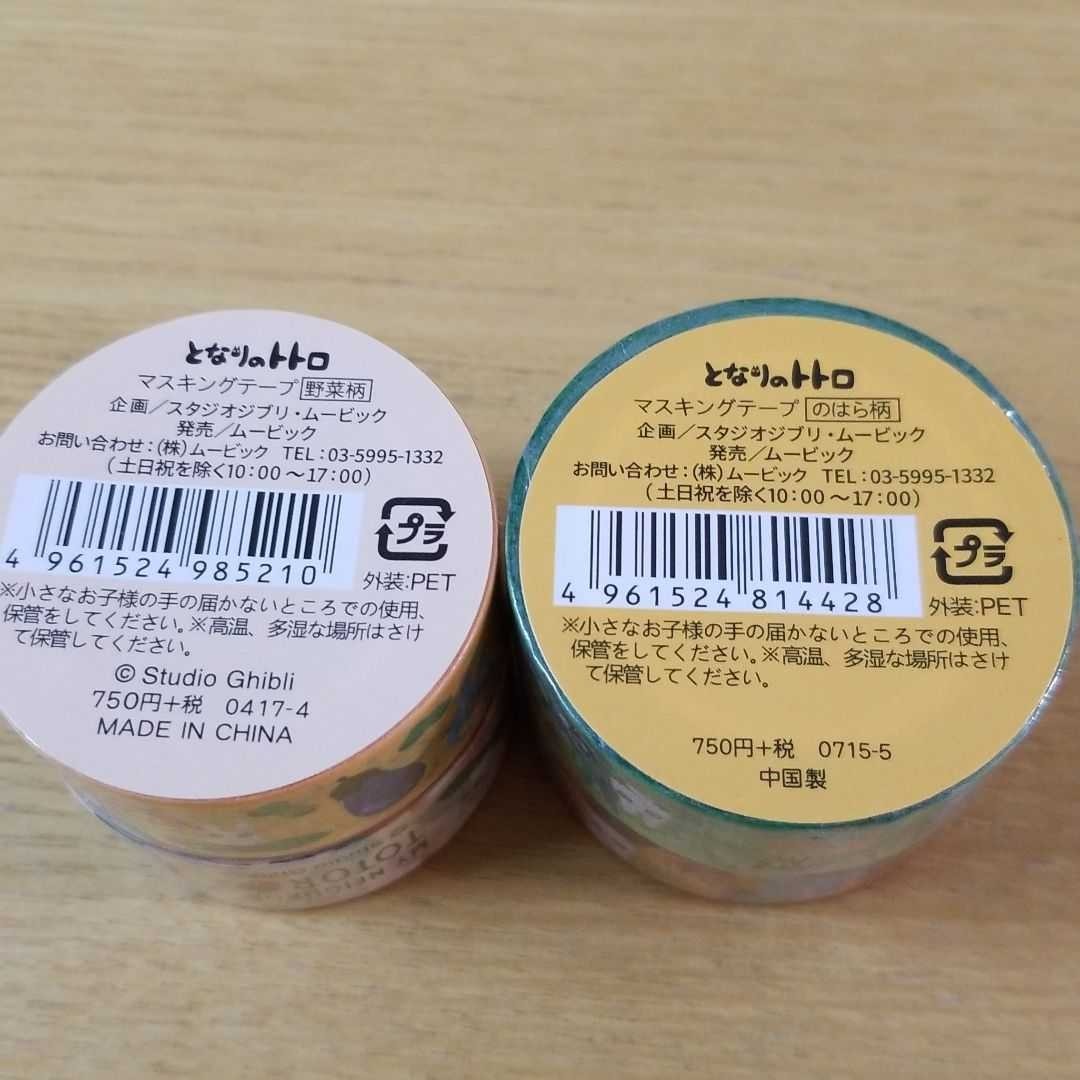 となりのトトロ
マスキングテープ 野菜柄
企画/スタジオジブリ・ムービック
発売/ムービック
お問い合わせ:(株)ムービック TEL:03-5995-1332
(土日祝を除く10:00~17:00)
4 961524 985210
プラ
外装:PET
※小さなお子様の手の届かないところでの使用、
保管をしてください。※高温、多湿な場所はさけ
て保管してください。
© Studio Ghibli
750円+税 0417-4
MADE IN CHINA
MY
TOTOR
となりのトトロ
マスキングテープ のはら柄
企画/スタジオジブリ・ムービック
発売/ムービック
お問い合わせ:(株)ムービック TEL:03-5995-1332
(土日祝を除く10:00~17:00)
4 961524 814428
プラ
外装:PET
※小さなお子様の手の届かないところでの使用、
保管をしてください。※高温、多湿な場所はさけ
て保管してください。
750円+税 0715-5
中国製